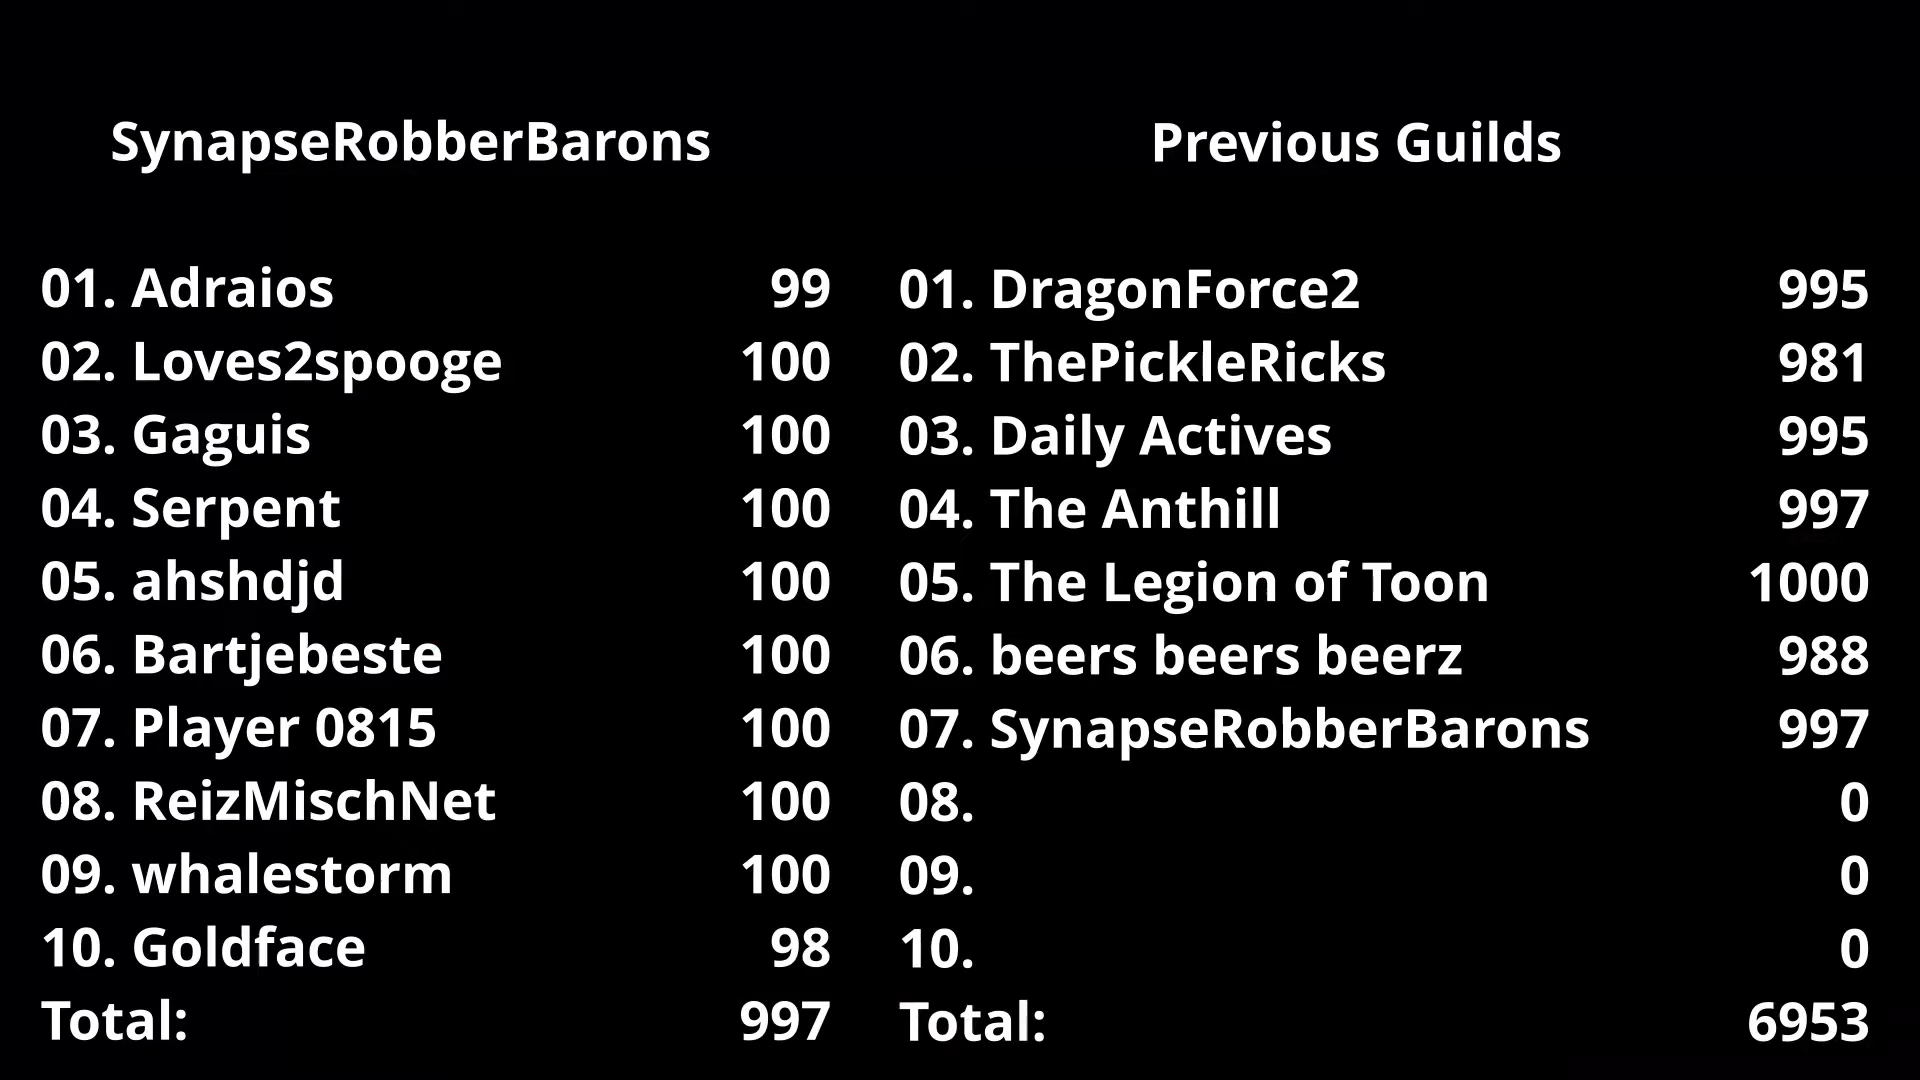 SynapseRobberBarons
01. Adraios 99
02. Loves2spooge 100
03. Gaguis 100
04. Serpent 100
05. ahshdjd 100
06. Bartjebeste 100
07. Player 0815 100
08. ReizMischNet 100
09. whalestorm 100
10. Goldface 98
Total: 997
Previous Guilds
01. DragonForce2 995
02. ThePickleRicks 981
03. Daily Actives 995
04. The Anthill 997
05. The Legion of Toon 1000
06. beers beers beerz 988
07. SynapseRobberBarons 997
08. 0
09. 0
10. 0
Total: 6953